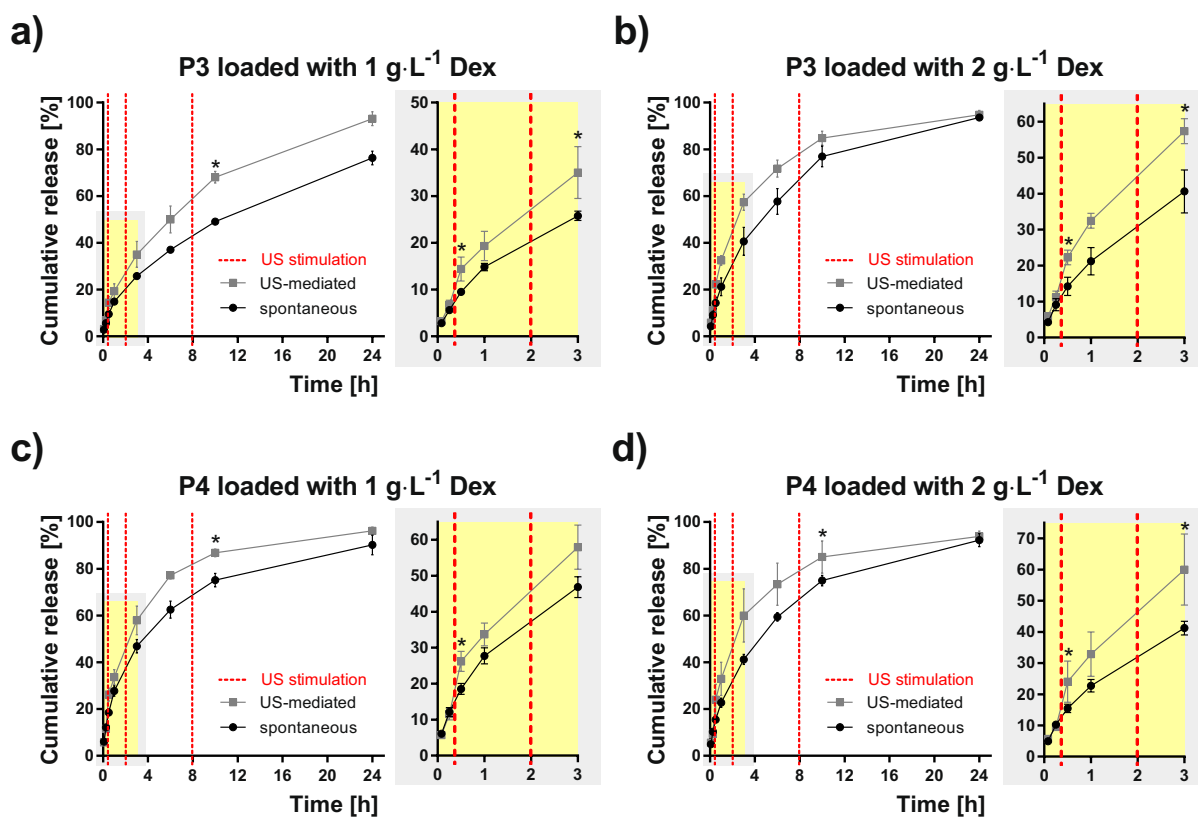 a)
P3 loaded with 1 g·L⁻¹ Dex
Cumulative release [%]
100
80
60
40
20
0
0 4 8 12 16 20 24
Time [h]
US stimulation
US-mediated
spontaneous
*
50
40
30
20
10
0
0 1 2 3
*
*
b)
P3 loaded with 2 g·L⁻¹ Dex
Cumulative release [%]
100
80
60
40
20
0
0 4 8 12 16 20 24
Time [h]
US stimulation
US-mediated
spontaneous
60
50
40
30
20
10
0
0 1 2 3
*
*
c)
P4 loaded with 1 g·L⁻¹ Dex
Cumulative release [%]
100
80
60
40
20
0
0 4 8 12 16 20 24
Time [h]
US stimulation
US-mediated
spontaneous
*
60
50
40
30
20
10
0
0 1 2 3
*
d)
P4 loaded with 2 g·L⁻¹ Dex
Cumulative release [%]
100
80
60
40
20
0
0 4 8 12 16 20 24
Time [h]
US stimulation
US-mediated
spontaneous
*
70
60
50
40
30
20
10
0
0 1 2 3
*
*